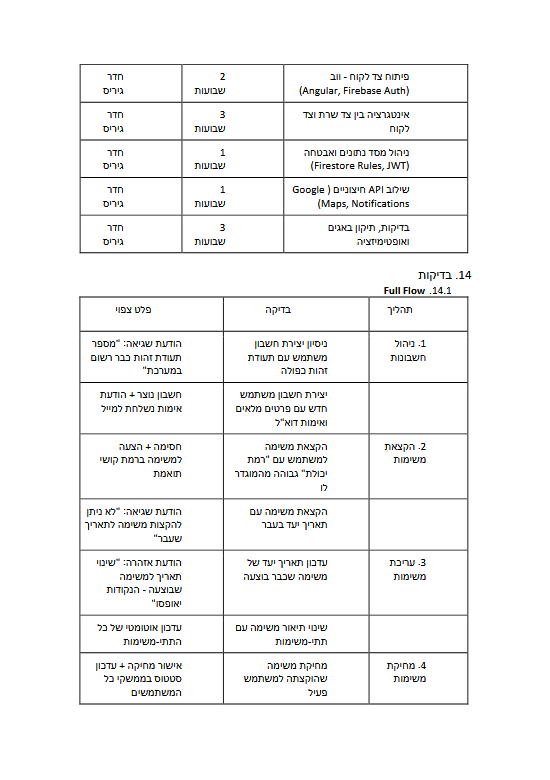 פיתוח צד לקוח - ווב 2 חדר
(Angular, Firebase Auth) שבועות גיריס
אינטגרציה בין צד שרת וצד 3 חדר
לקוח שבועות גיריס
ניהול מסד נתונים ואבטחה 1 חדר
(Firestore Rules, JWT) שבועות גיריס
שילוב API חיצוניים (Google 1 חדר
Maps, Notifications) שבועות גיריס
בדיקות, תיקון באגים 3 חדר
ואופטימיזציה שבועות גיריס
14. בדיקות
14.1. Full Flow
תהליך בדיקה פלט צפוי
1. ניהול ניסיון יצירת חשבון הודעת שגיאה: "מספר
חשבונות משתמש עם תעודת תעודת זהות כבר רשום
זהות כפולה במערכת"
יצירת חשבון משתמש חשבון נוצר + הודעת
חדש עם פרטים מלאים אימות נשלחת למייל
ואימות דוא"ל
2. הקצאת הקצאת משימה חסימה + הצעה
משימות למשתמש עם "רמת למשימה ברמת קושי
יכולת" גבוהה מהמוגדר תואמת
לו
הקצאת משימה עם הודעת שגיאה: "לא ניתן
תאריך יעד בעבר להקצות משימה לתאריך
שעבר"
3. עריכת עדכון תאריך יעד של הודעת אזהרה: "שינוי
משימות משימה שכבר בוצעה תאריך למשימה
שבוצעה - הנקודות
יאופסו"
שינוי תיאור משימה עם עדכון אוטומטי של כל
תתי-משימות התתי-משימות
4. מחיקת מחיקת משימה אישור מחיקה + עדכון
משימות שהוקצתה למשתמש סטטוס בממשקי כל
פעיל המשתמשים